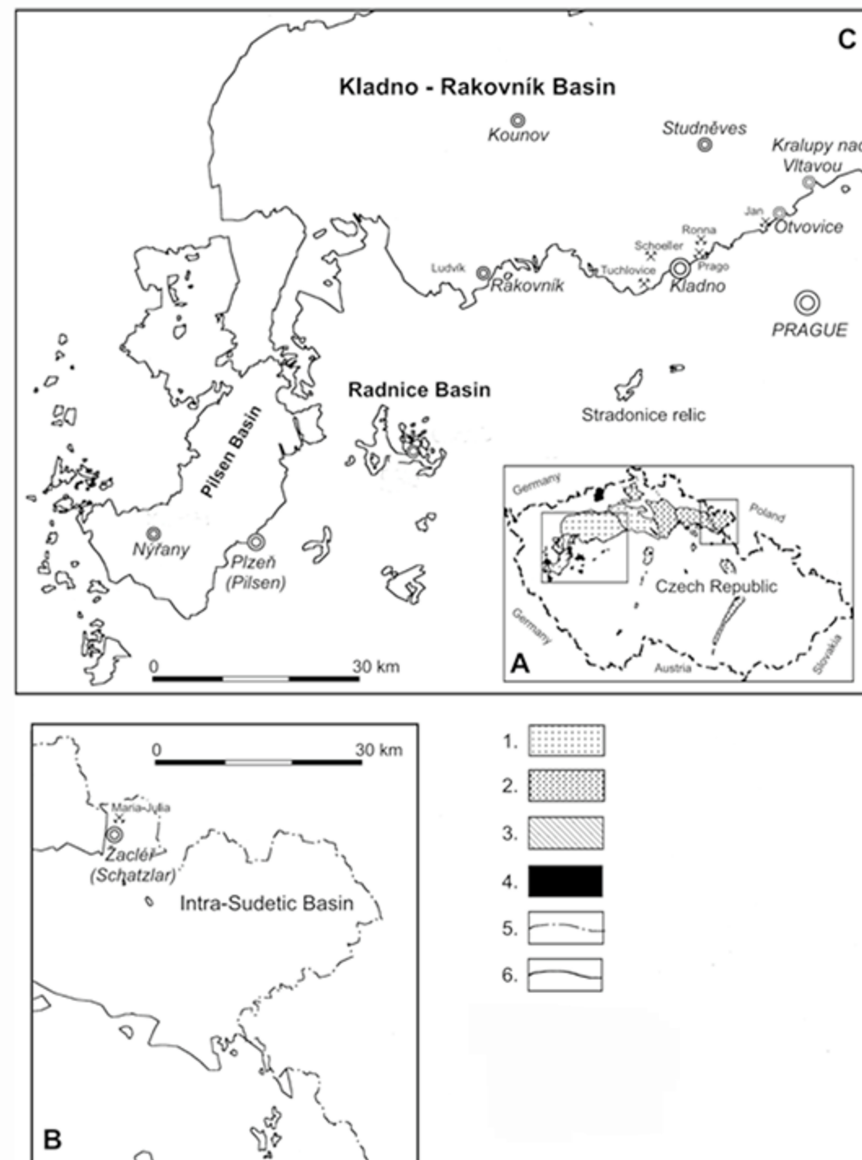 C
Kladno - Rakovník Basin
Kounov
Studněves
Kralupy nad
Vltavou
Jan
Otvovice
Ronna
Schoeller
Ludvík
Rakovník
Tuchlovice
Prago
Kladno
PRAGUE
Radnice Basin
Stradonice relic
Pilsen Basin
Nýřany
Plzeň
(Pilsen)
0 30 km
Germany
Poland
Czech Republic
Germany
Slovakia
Austria
A
0 30 km
Maria-Julia
Žacléř
(Schatzlar)
Intra-Sudetic Basin
B
1.
2.
3.
4.
5.
6.